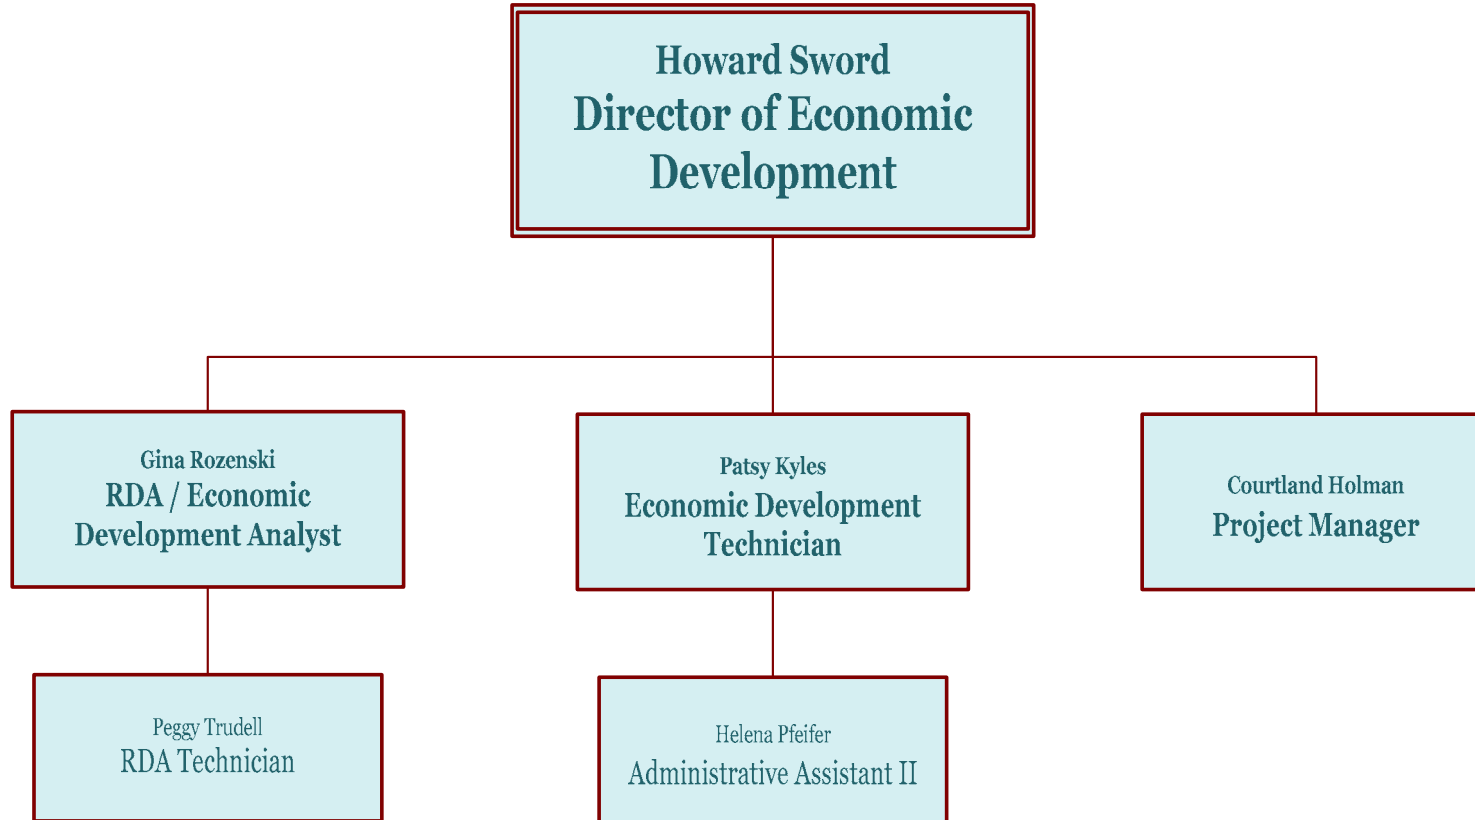 Howard Sword
Director of Economic
Development
Gina Rozenski
RDA / Economic
Development Analyst
Patsy Kyles
Economic Development
Technician
Courtland Holman
Project Manager
Peggy Trudell
RDA Technician
Helena Pfeifer
Administrative Assistant II